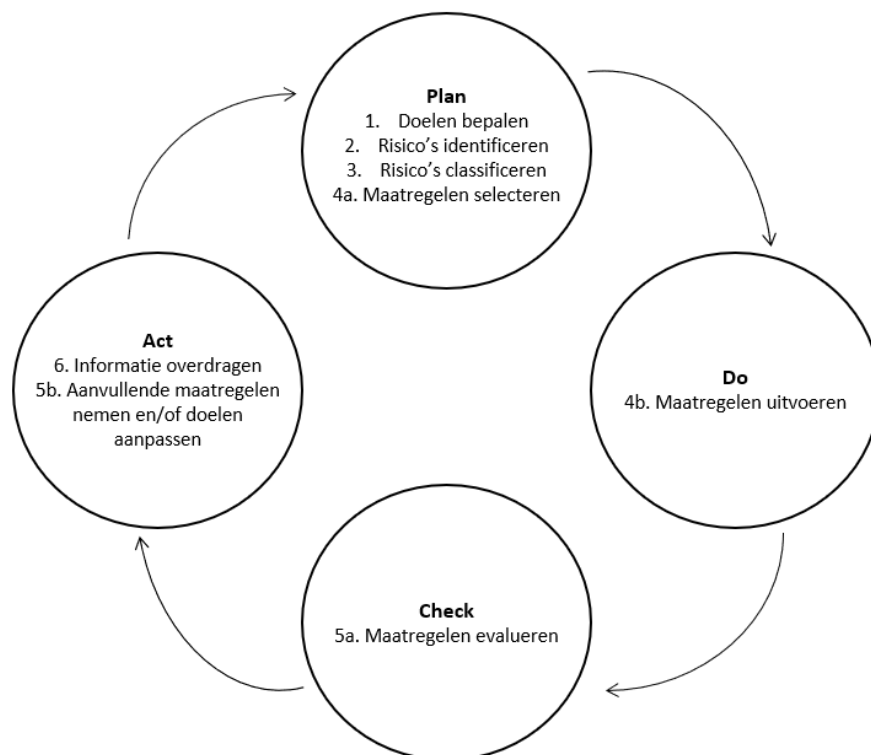 Plan
1. Doelen bepalen
2. Risico’s identificeren
3. Risico’s classificeren
4a. Maatregelen selecteren
Do
4b. Maatregelen uitvoeren
Check
5a. Maatregelen evalueren
Act
6. Informatie overdragen
5b. Aanvullende maatregelen
nemen en/of doelen
aanpassen